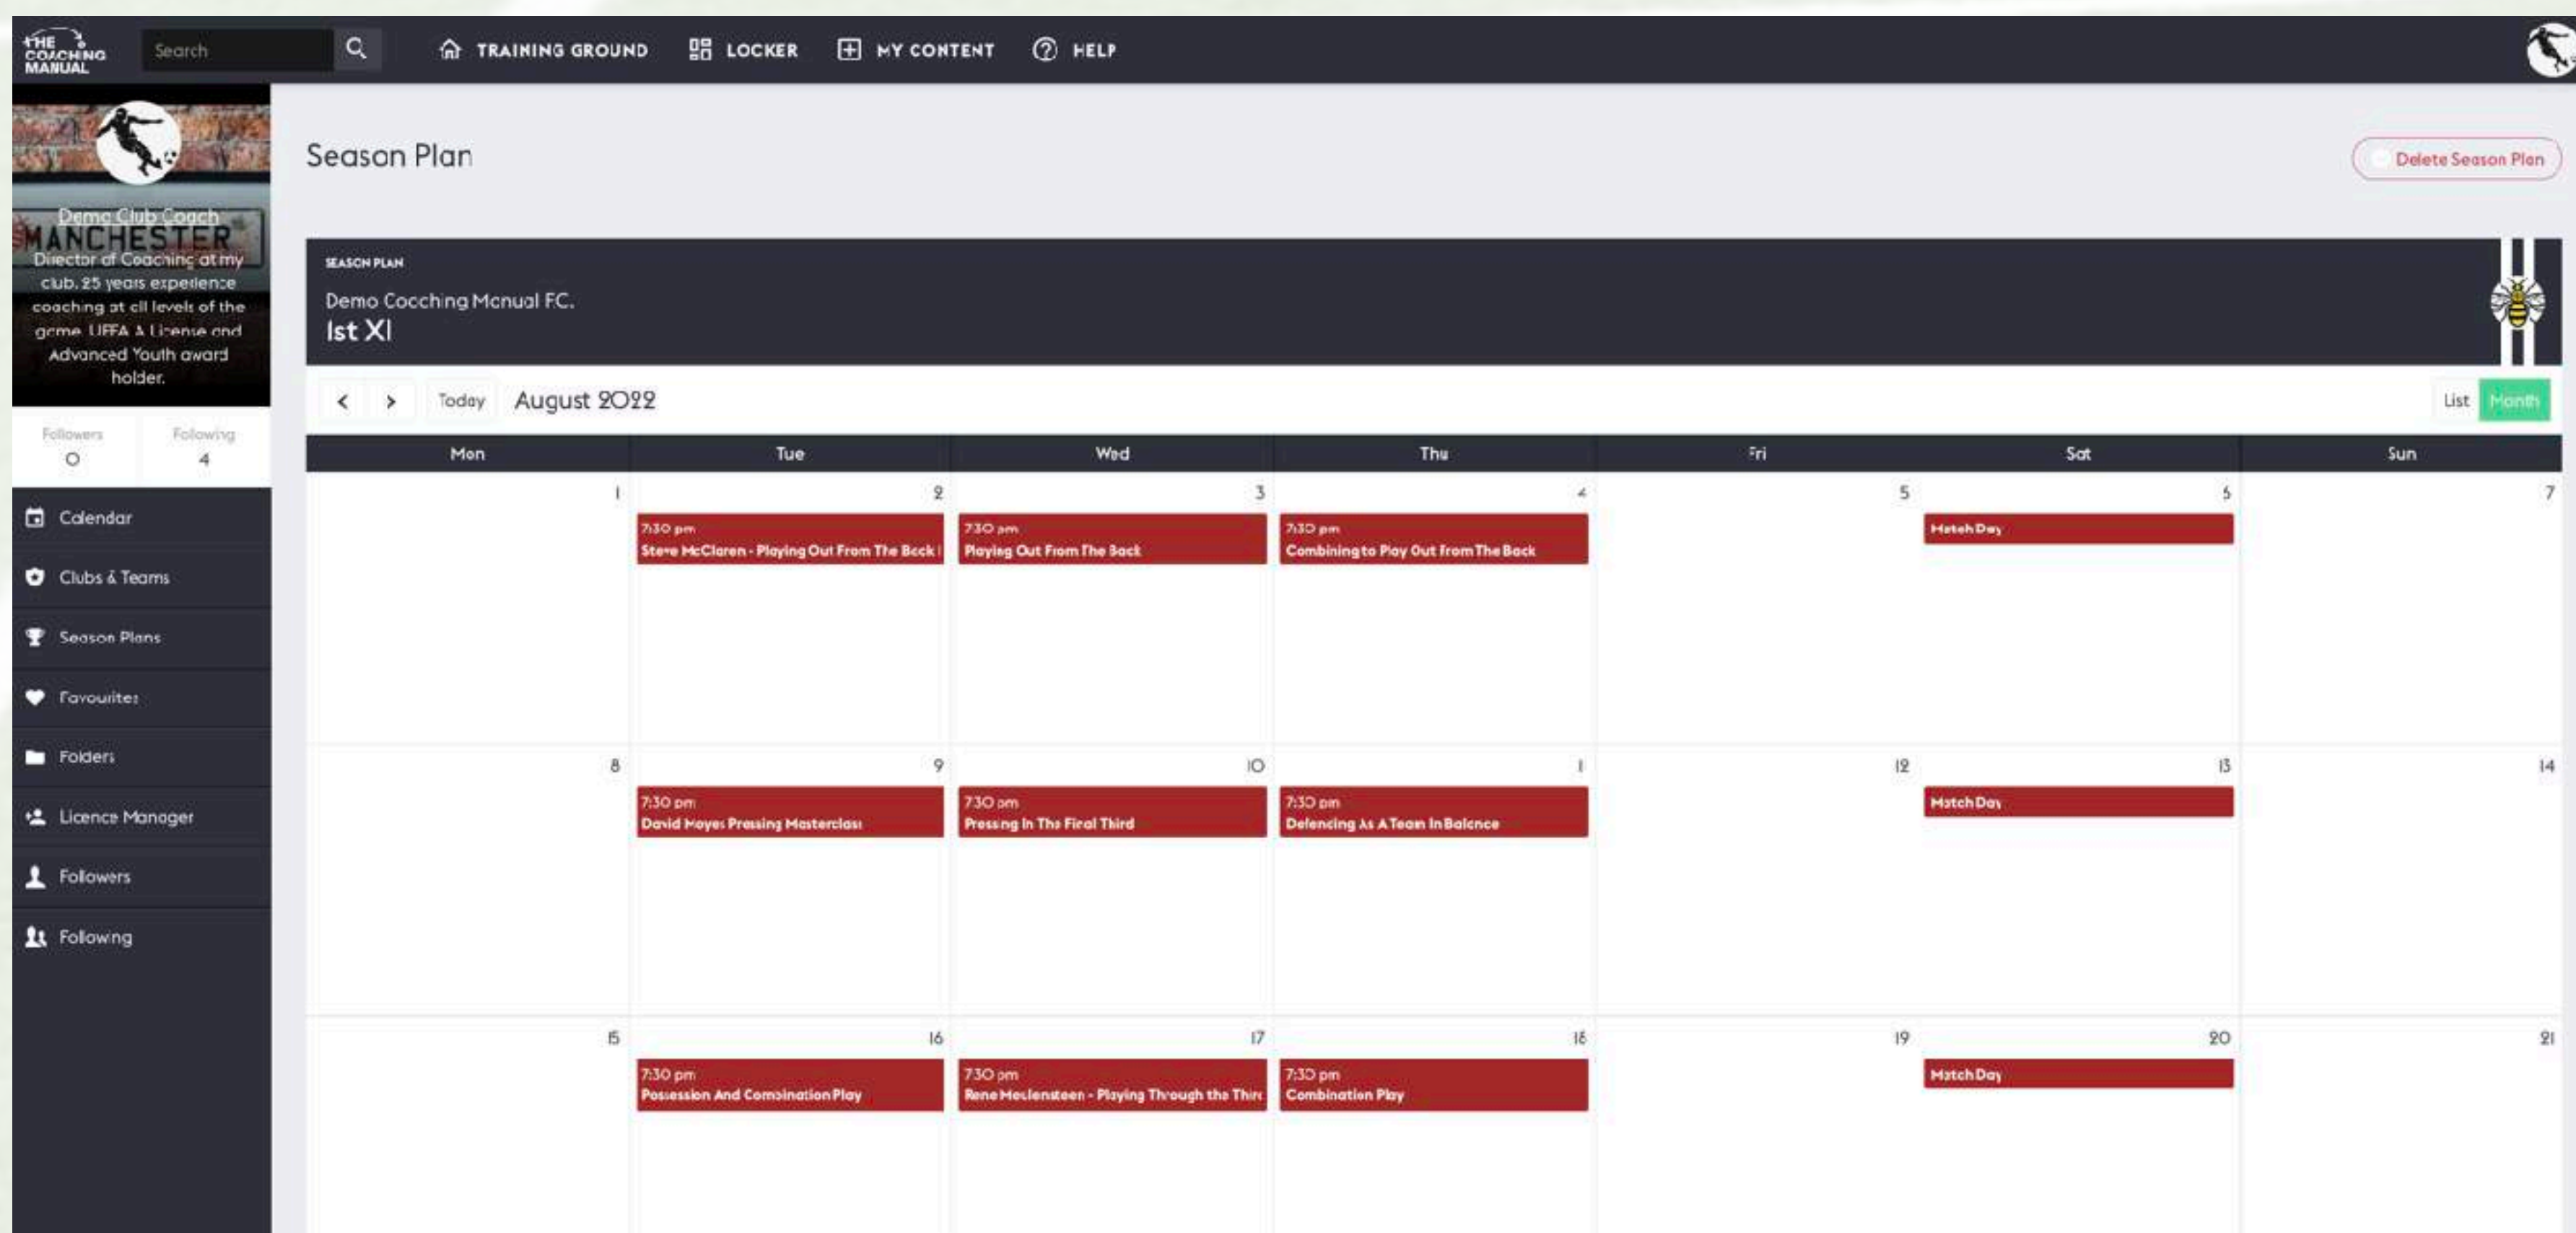 THE
COACHING
MANUAL
Search
TRAINING GROUND
LOCKER
MY CONTENT
HELP
Demo Club Coach
MANCHESTER
Director of Coaching at my
club. 25 years experience
coaching at all levels of the
game. UEFA A License and
Advanced Youth award
holder.
Followers
0
Following
4
Calendar
Clubs & Teams
Season Plans
Favourites
Folders
Licence Manager
Followers
Following
Season Plan
Delete Season Plan
SEASON PLAN
Demo Coaching Manual F.C.
1st XI
< > Today August 2022
List Month
Mon Tue Wed Thu Fri Sat Sun
1 2 3 4 5 6 7
7:30 pm
Steve McClaren - Playing Out From The Back
7:30 pm
Playing Out From The Back
7:30 pm
Combining to Play Out From The Back
Match Day
8 9 10 11 12 13 14
7:30 pm
David Moyes Pressing Masterclass
7:30 pm
Pressing In The Final Third
7:30 pm
Defending As A Team In Balance
Match Day
15 16 17 18 19 20 21
7:30 pm
Possession And Combination Play
7:30 pm
Rene Meulensteen - Playing Through the Third
7:30 pm
Combination Play
Match Day